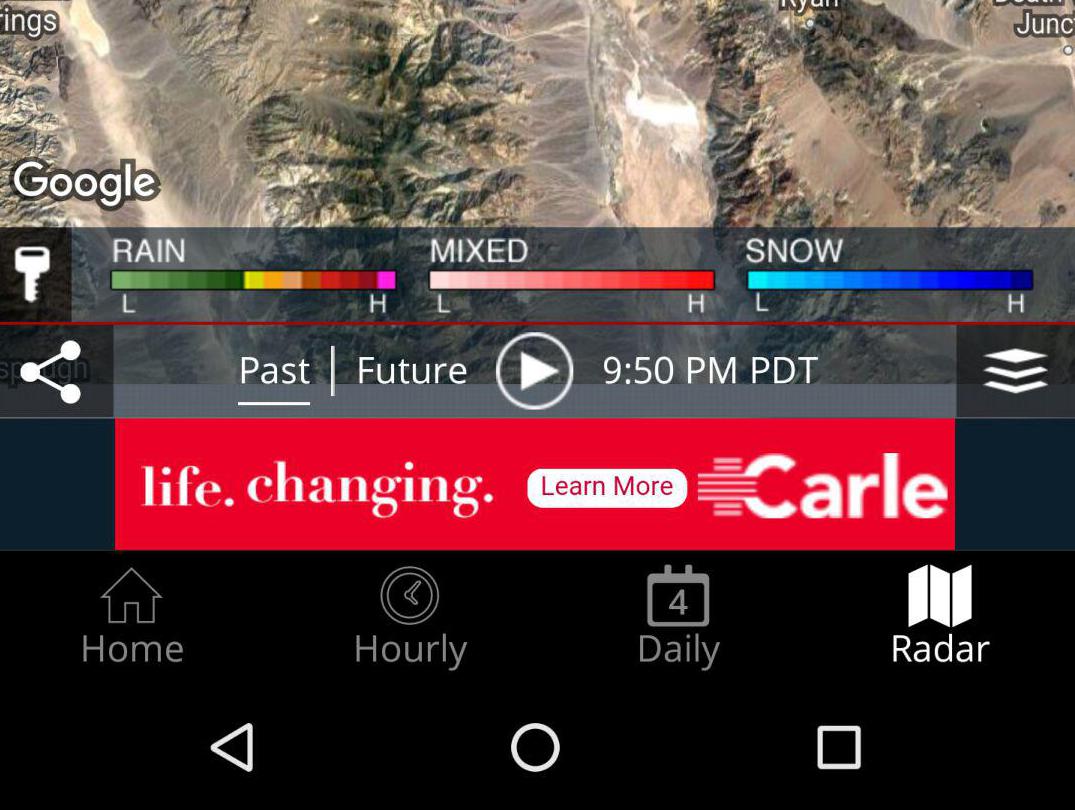 Ryan
Junc
rings
Google
RAIN MIXED SNOW
L H L H L H
Past | Future 9:50 PM PDT
life. changing. Learn More Carle
4
Home Hourly Daily Radar